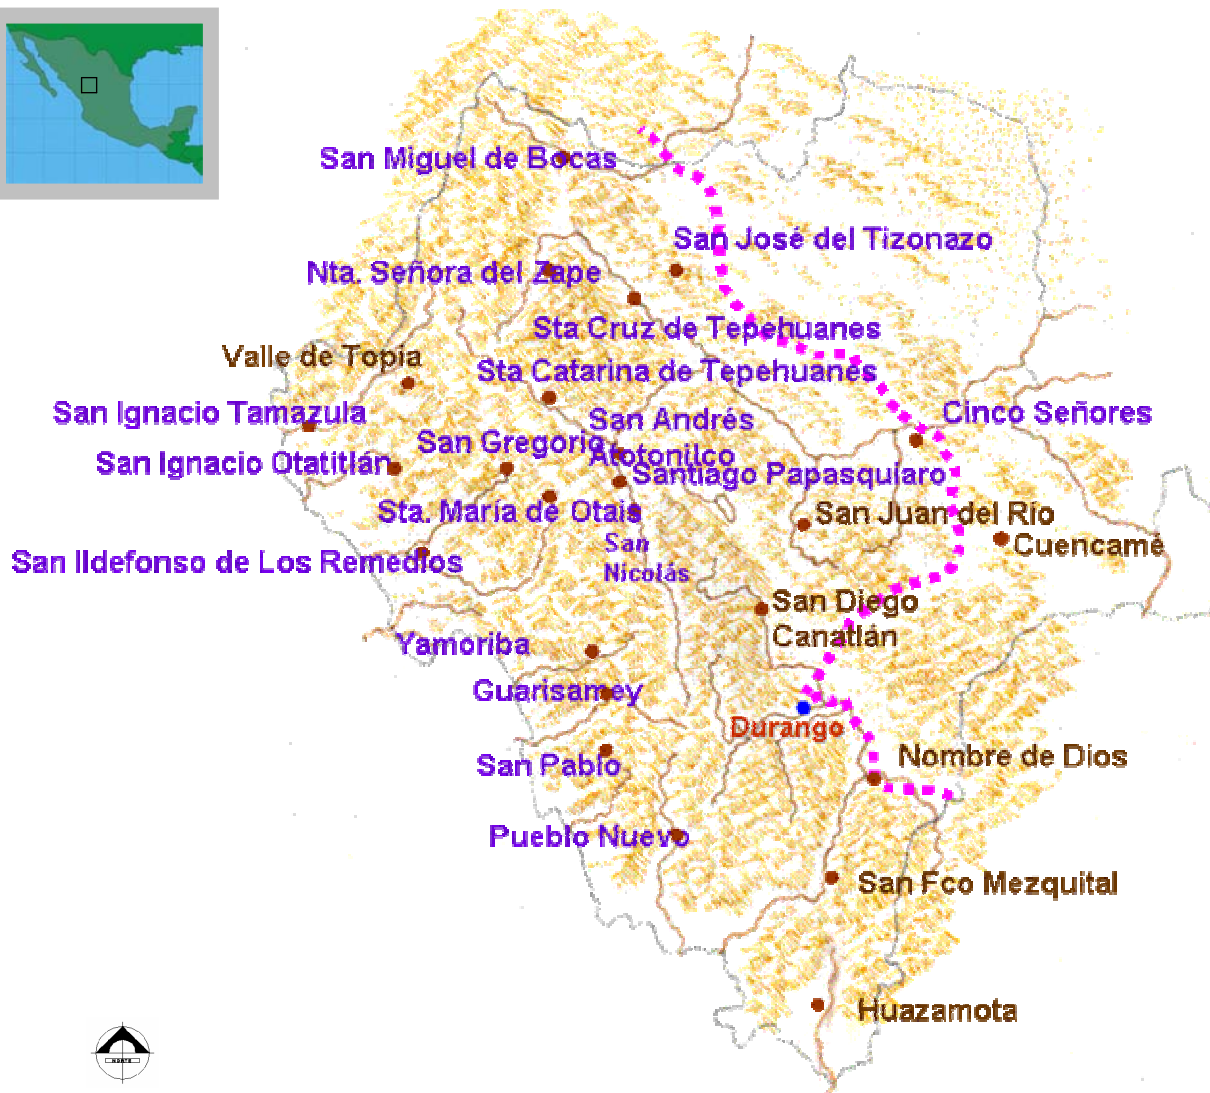 San Miguel de Bocas
San José del Tizonazo
Nta. Señora del Zape
Sta Cruz de Tepehuanes
Valle de Topia
Sta Catarina de Tepehuanes
San Ignacio Tamazula
San Andrés
Atotonilco
Cinco Señores
San Gregorio
San Ignacio Otatitlán
Santiago Papasquiaro
Sta. María de Otais
San Juan del Río
San
Nicolás
Cuencamé
San Ildefonso de Los Remedios
San Diego
Canatlán
Yamoriba
Guarisamey
Durango
Nombre de Dios
San Pablo
Pueblo Nuevo
San Fco Mezquital
Huazamota
NORTE